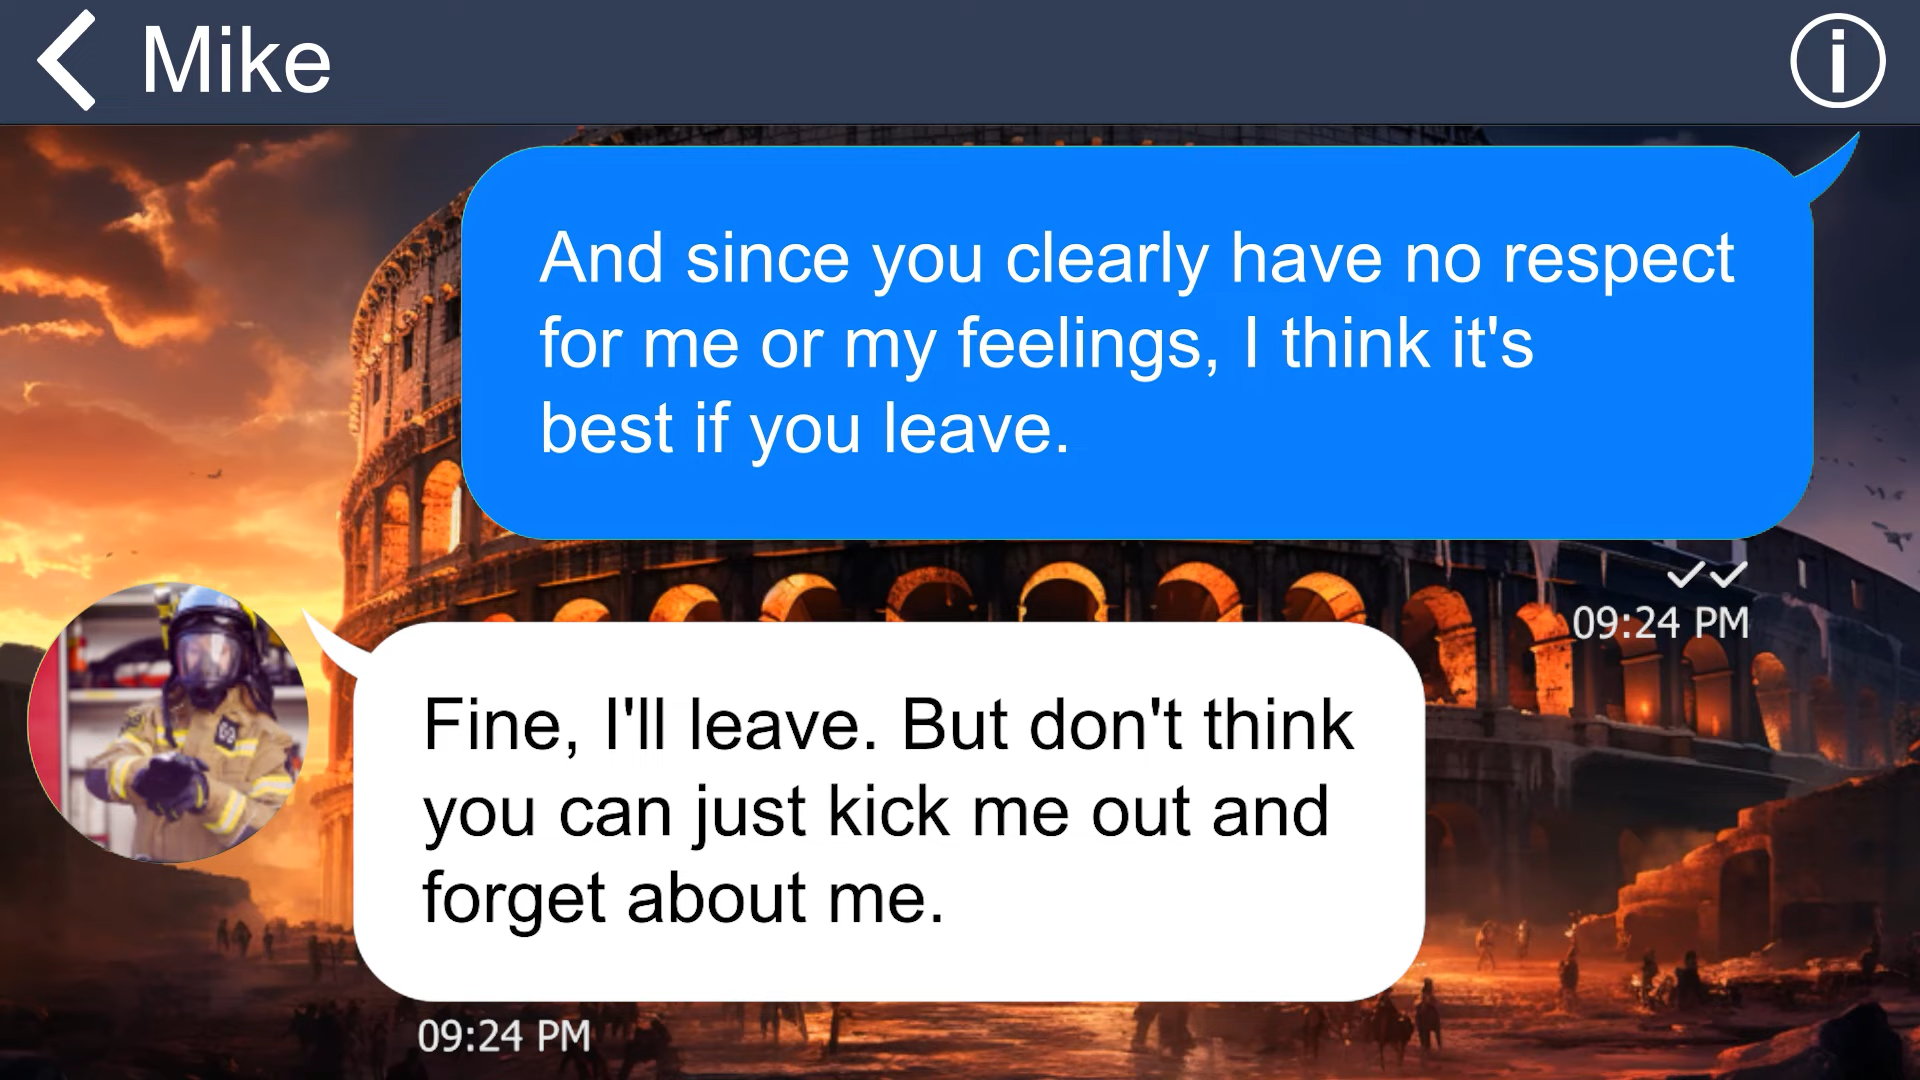 Mike
And since you clearly have no respect
for me or my feelings, I think it's
best if you leave.
09:24 PM
Fine, I'll leave. But don't think
you can just kick me out and
forget about me.
09:24 PM